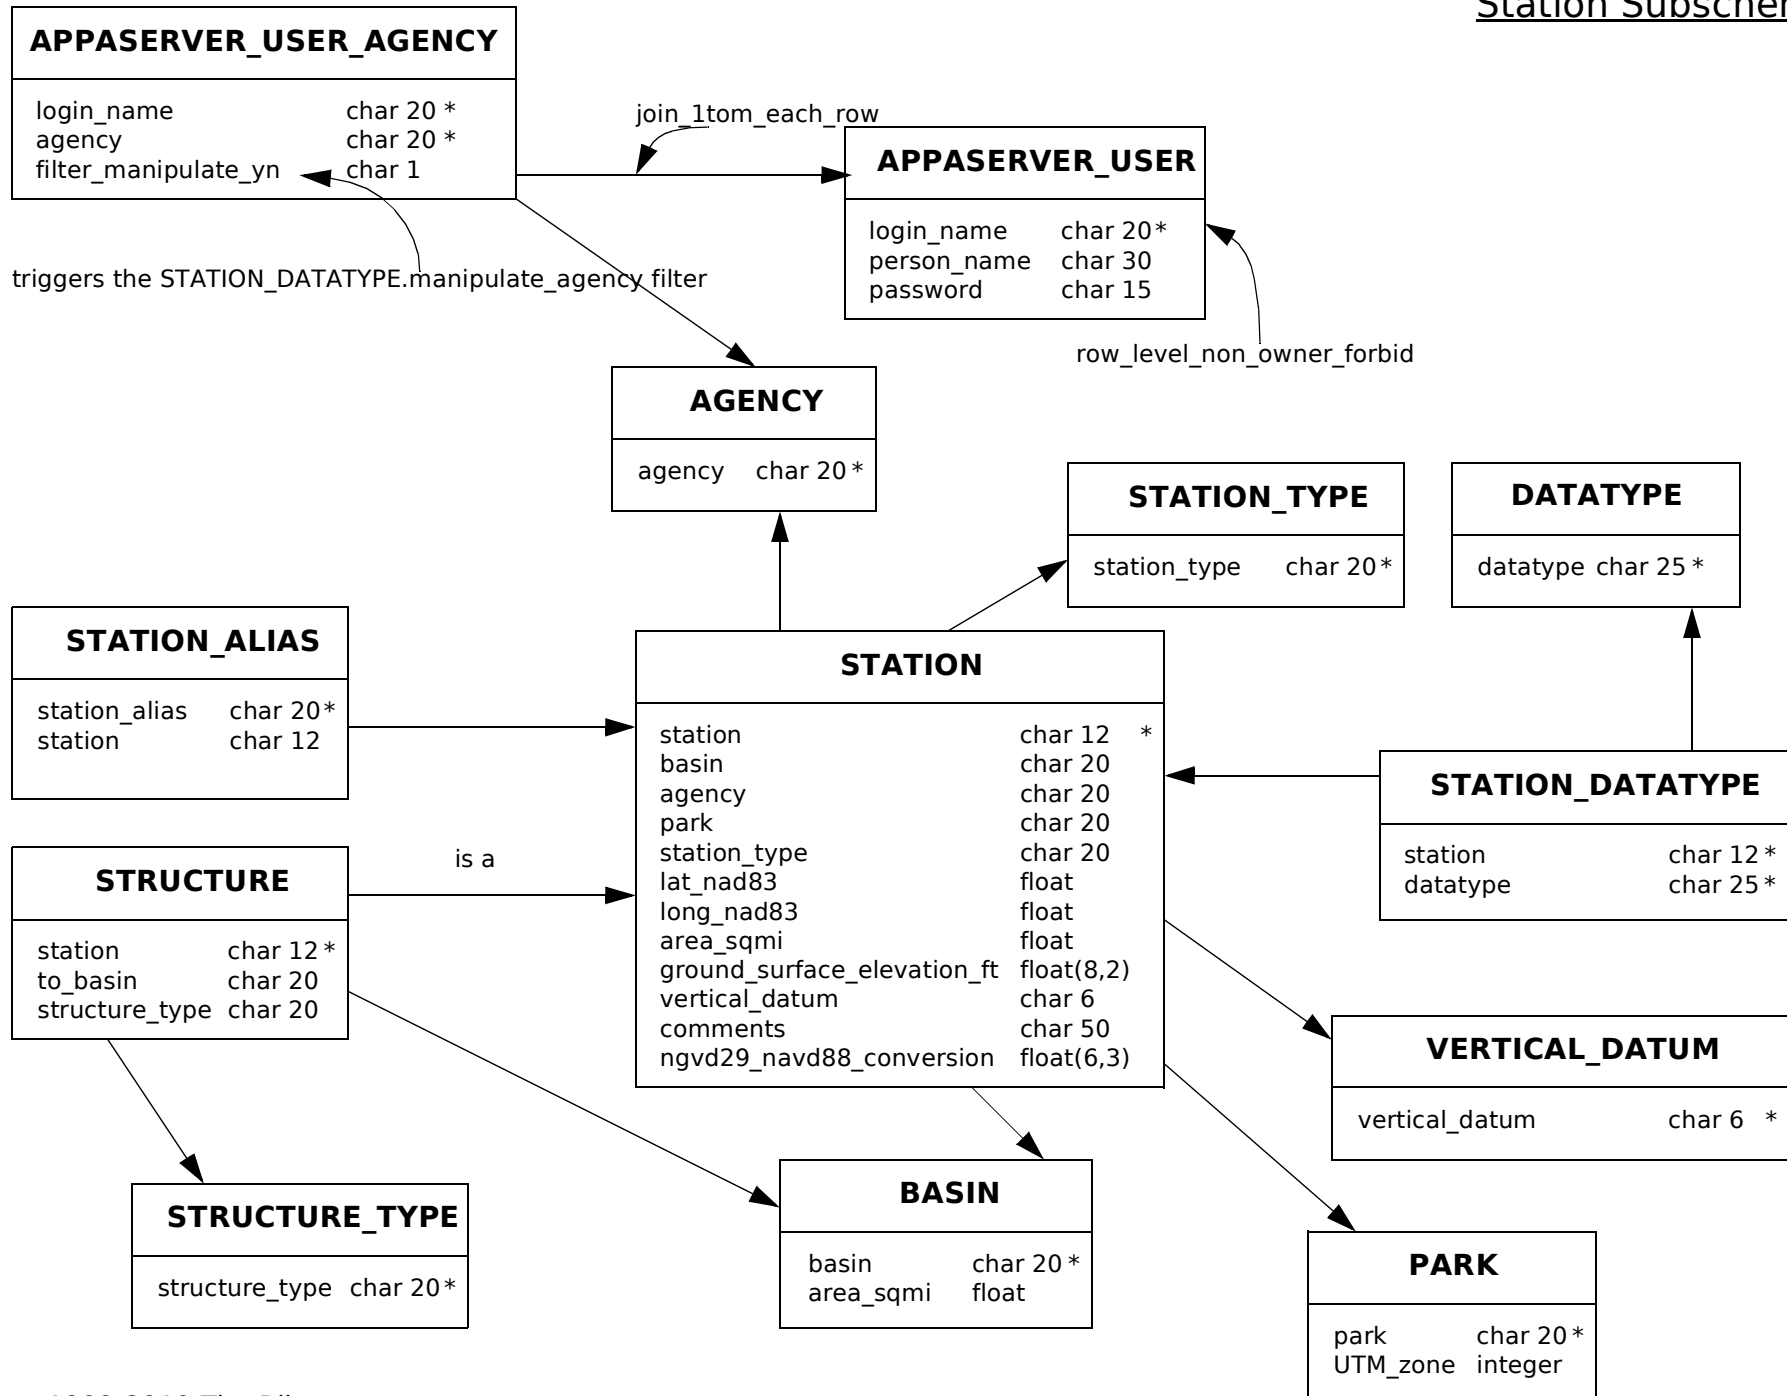 Station
APPASERVER_USER_AGENCY
login_name char 20 *
agency char 20 *
filter_manipulate_yn char 1
join_1tom_each_row
APPASERVER_USER
login_name char 20 *
person_name char 30
password char 15
triggers the STATION_DATATYPE.manipulate_agency filter
row_level_non_owner_forbid
AGENCY
agency char 20 *
STATION_TYPE
station_type char 20 *
DATATYPE
datatype char 25 *
STATION_ALIAS
station_alias char 20 *
station char 12
STATION
station char 12 *
basin char 20
agency char 20
park char 20
station_type char 20
lat_nad83 float
long_nad83 float
area_sqmi float
ground_surface_elevation_ft float(8,2)
vertical_datum char 6
comments char 50
ngvd29_navd88_conversion float(6,3)
STATION_DATATYPE
station char 12 *
datatype char 25 *
is a
STRUCTURE
station char 12 *
to_basin char 20
structure_type char 20
VERTICAL_DATUM
vertical_datum char 6 *
STRUCTURE_TYPE
structure_type char 20 *
BASIN
basin char 20 *
area_sqmi float
PARK
park char 20 *
UTM_zone integer